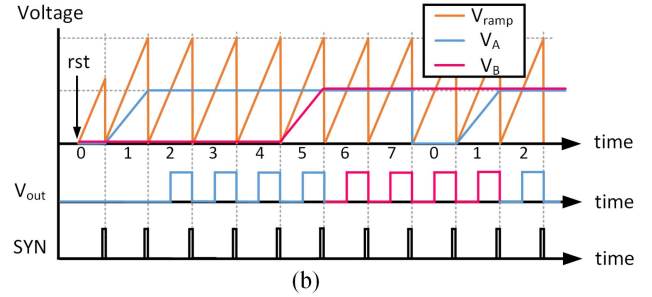 Voltage
V_ramp
V_A
V_B
rst
time
0 1 2 3 4 5 6 7 0 1 2
V_out
time
SYN
time
(b)